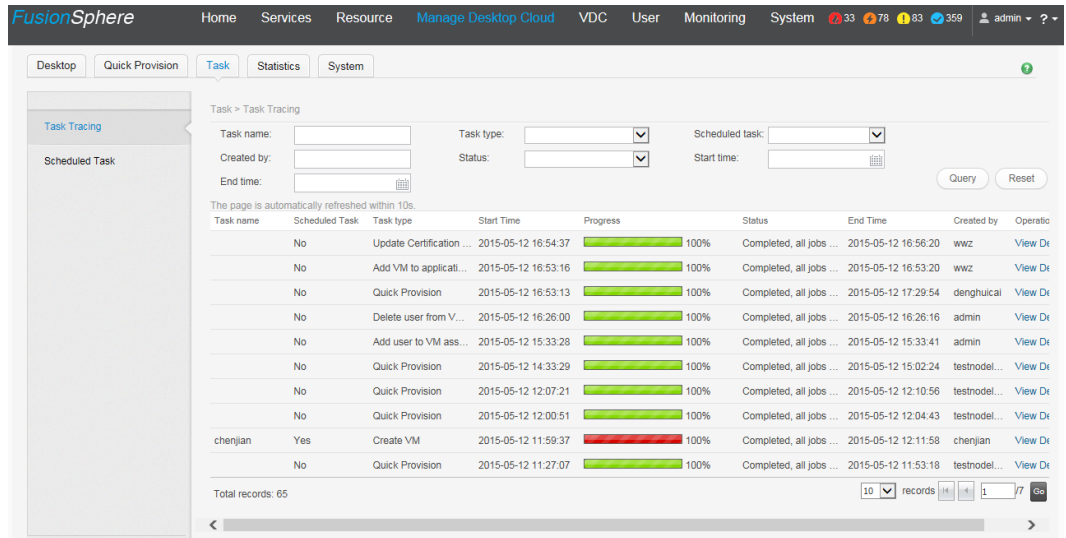 FusionSphere Home Services Resource Manage Desktop Cloud VDC User Monitoring System 33 78 83 359 admin ?
Desktop Quick Provision Task Statistics System ?
Task > Task Tracing
Task Tracing
Scheduled Task
Task name: Task type: Scheduled task:
Created by: Status: Start time:
End time: Query Reset
The page is automatically refreshed within 10s.
Task name Scheduled Task Task type Start Time Progress Status End Time Created by Operatio
No Update Certification ... 2015-05-12 16:54:37 100% Completed, all jobs ... 2015-05-12 16:56:20 wwz View De
No Add VM to applicati... 2015-05-12 16:53:16 100% Completed, all jobs ... 2015-05-12 16:53:20 wwz View De
No Quick Provision 2015-05-12 16:53:13 100% Completed, all jobs ... 2015-05-12 17:29:54 denghuicai View De
No Delete user from V... 2015-05-12 16:26:00 100% Completed, all jobs ... 2015-05-12 16:26:16 admin View De
No Add user to VM ass... 2015-05-12 15:33:28 100% Completed, all jobs ... 2015-05-12 15:33:41 admin View De
No Quick Provision 2015-05-12 14:33:29 100% Completed, all jobs ... 2015-05-12 15:02:24 testnodel... View De
No Quick Provision 2015-05-12 12:07:21 100% Completed, all jobs ... 2015-05-12 12:10:56 testnodel... View De
No Quick Provision 2015-05-12 12:00:51 100% Completed, all jobs ... 2015-05-12 12:04:43 testnodel... View De
chenjian Yes Create VM 2015-05-12 11:59:37 100% Completed, all jobs ... 2015-05-12 12:11:58 chenjian View De
No Quick Provision 2015-05-12 11:27:07 100% Completed, all jobs ... 2015-05-12 11:53:18 testnodel... View De
Total records: 65 10 records 1 /7 Go